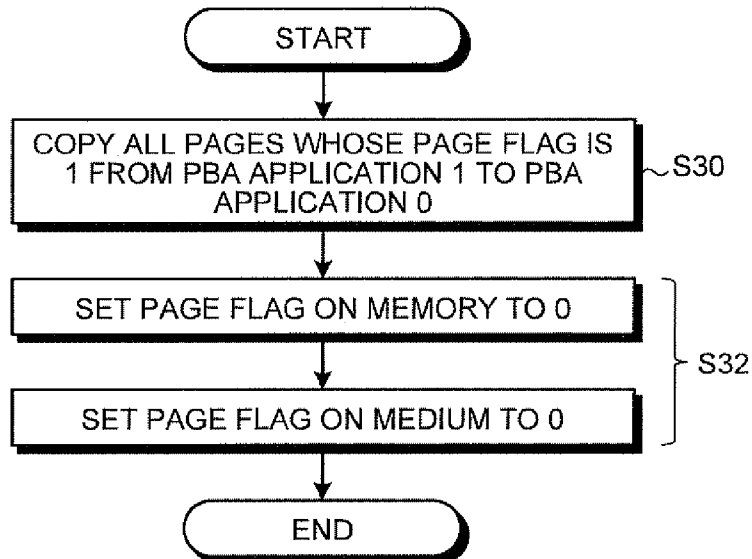 START
COPY ALL PAGES WHOSE PAGE FLAG IS
1 FROM PBA APPLICATION 1 TO PBA
APPLICATION 0
S30
SET PAGE FLAG ON MEMORY TO 0
S32
SET PAGE FLAG ON MEDIUM TO 0
END